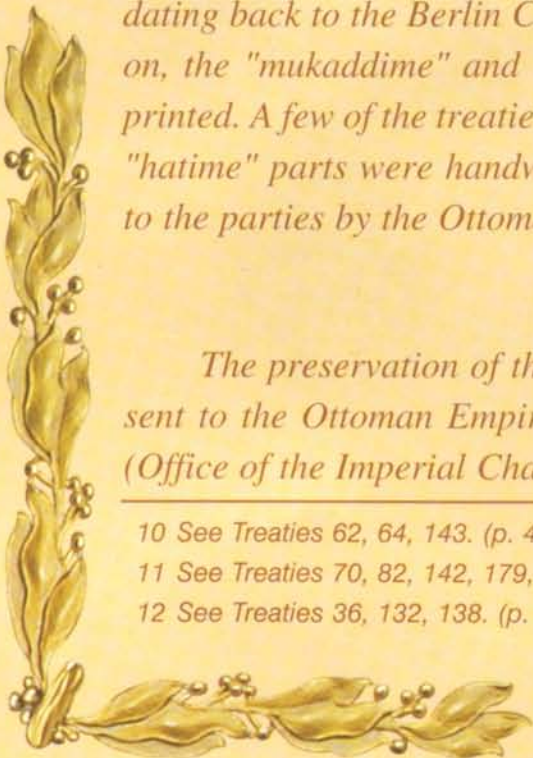 dating back to the Berlin C
on, the "mukaddime" and
printed. A few of the treatie
"hatime" parts were handw
to the parties by the Ottom
The preservation of th
sent to the Ottoman Empir
(Office of the Imperial Cha
10 See Treaties 62, 64, 143. (p. 4
11 See Treaties 70, 82, 142, 179,
12 See Treaties 36, 132, 138. (p.